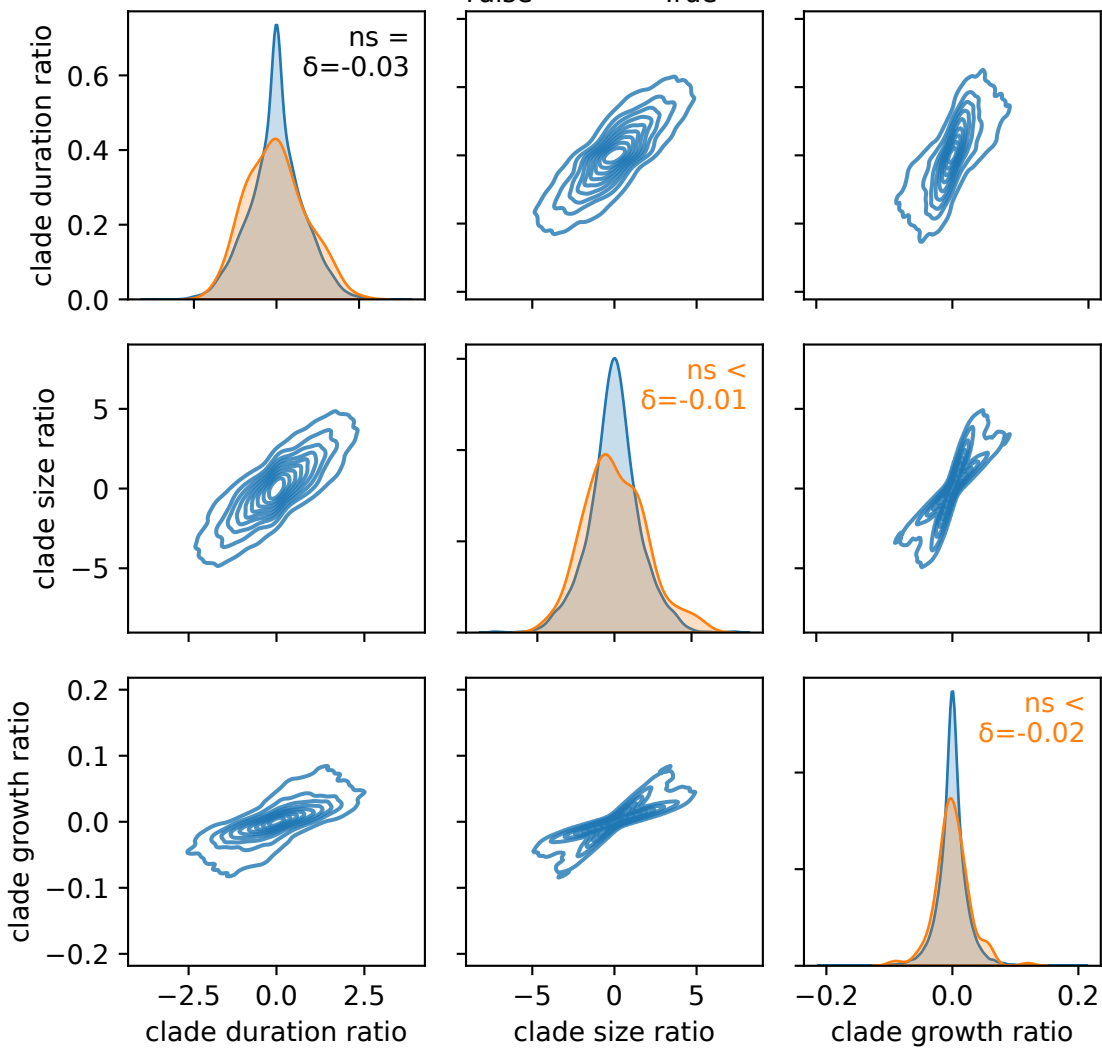 clade duration ratio
0.6
0.4
0.2
0.0
ns =
δ=-0.03
clade size ratio
5
0
−5
ns <
δ=-0.01
clade growth ratio
0.2
0.1
0.0
−0.1
−0.2
ns <
δ=-0.02
−2.5 0.0 2.5
−5 0 5
−0.2 0.0 0.2
clade duration ratio
clade size ratio
clade growth ratio